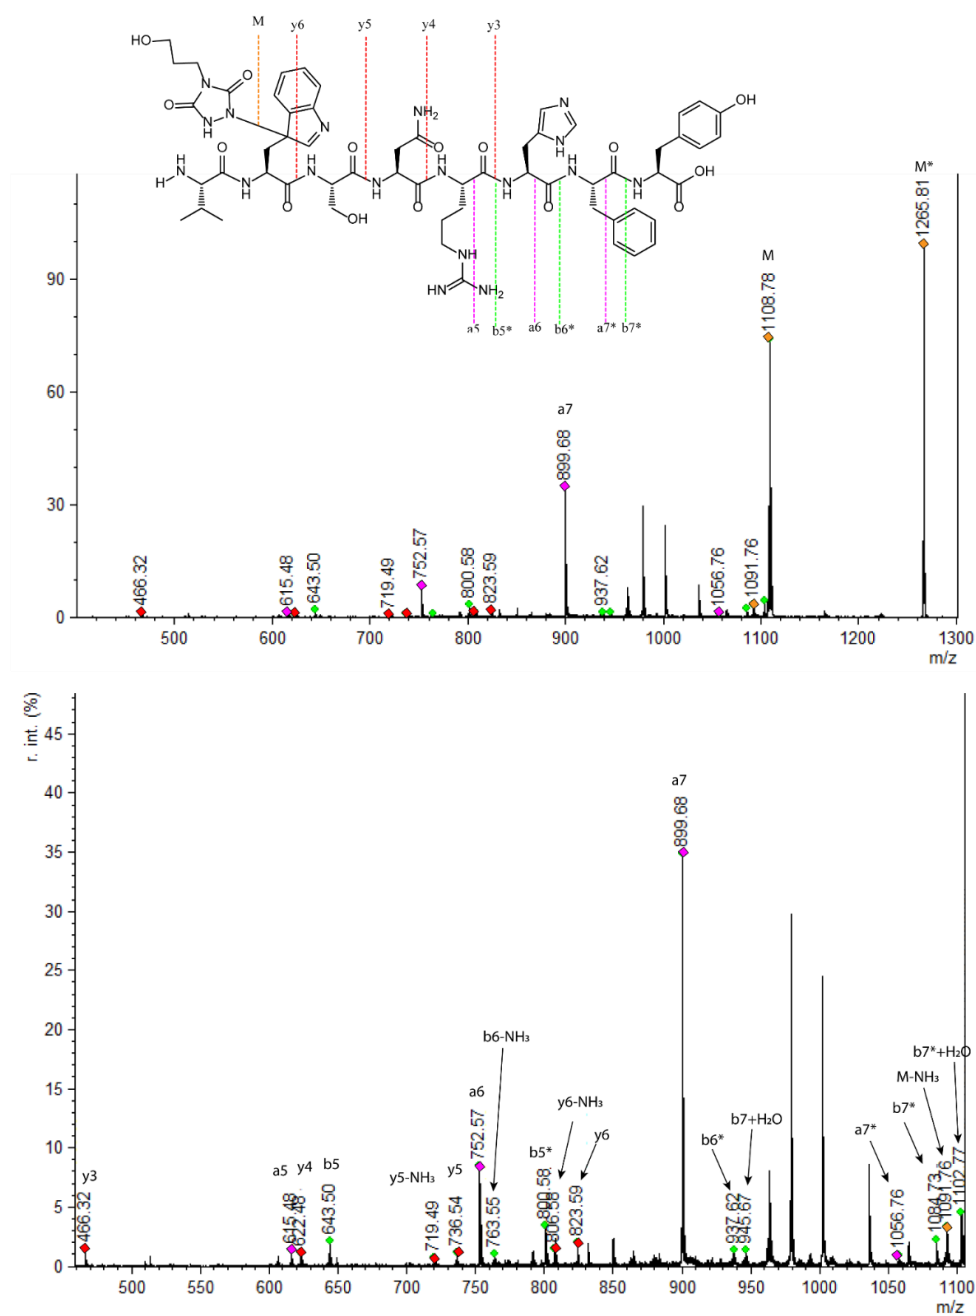 M y6 y5 y4 y3
HO
O N O
O NH N N
NH2
O
N
NH
OH
H2N O N H O N H O N H O N H O N H O N H O OH
OH
NH
HN NH2
a5 b5* a6 b6* a7* b7*
M*
1265.81
M
1108.78
a7
899.68
466.32 615.48 643.50 719.49 752.57 800.58 823.59 937.62 1056.76 1091.76
90
60
30
0
500 600 700 800 900 1000 1100 1200 1300
m/z
r. int. (%)
45
40
35
30
25
20
15
10
5
0
a7
899.68
b6-NH₃
b7*+H₂O
M-NH₃
y6-NH₃
a6
b7*
b7+H₂O
a7*
b5*
y6
b6*
y3 a5 y4 b5 y5-NH₃ y5
466.32 615.48 622.48 643.50 719.49 736.54 752.57 763.55 800.58 806.58 823.59 937.62 945.67 1056.76 1084.73 1091.76 1102.77
500 550 600 650 700 750 800 850 900 950 1000 1050 1100
m/z